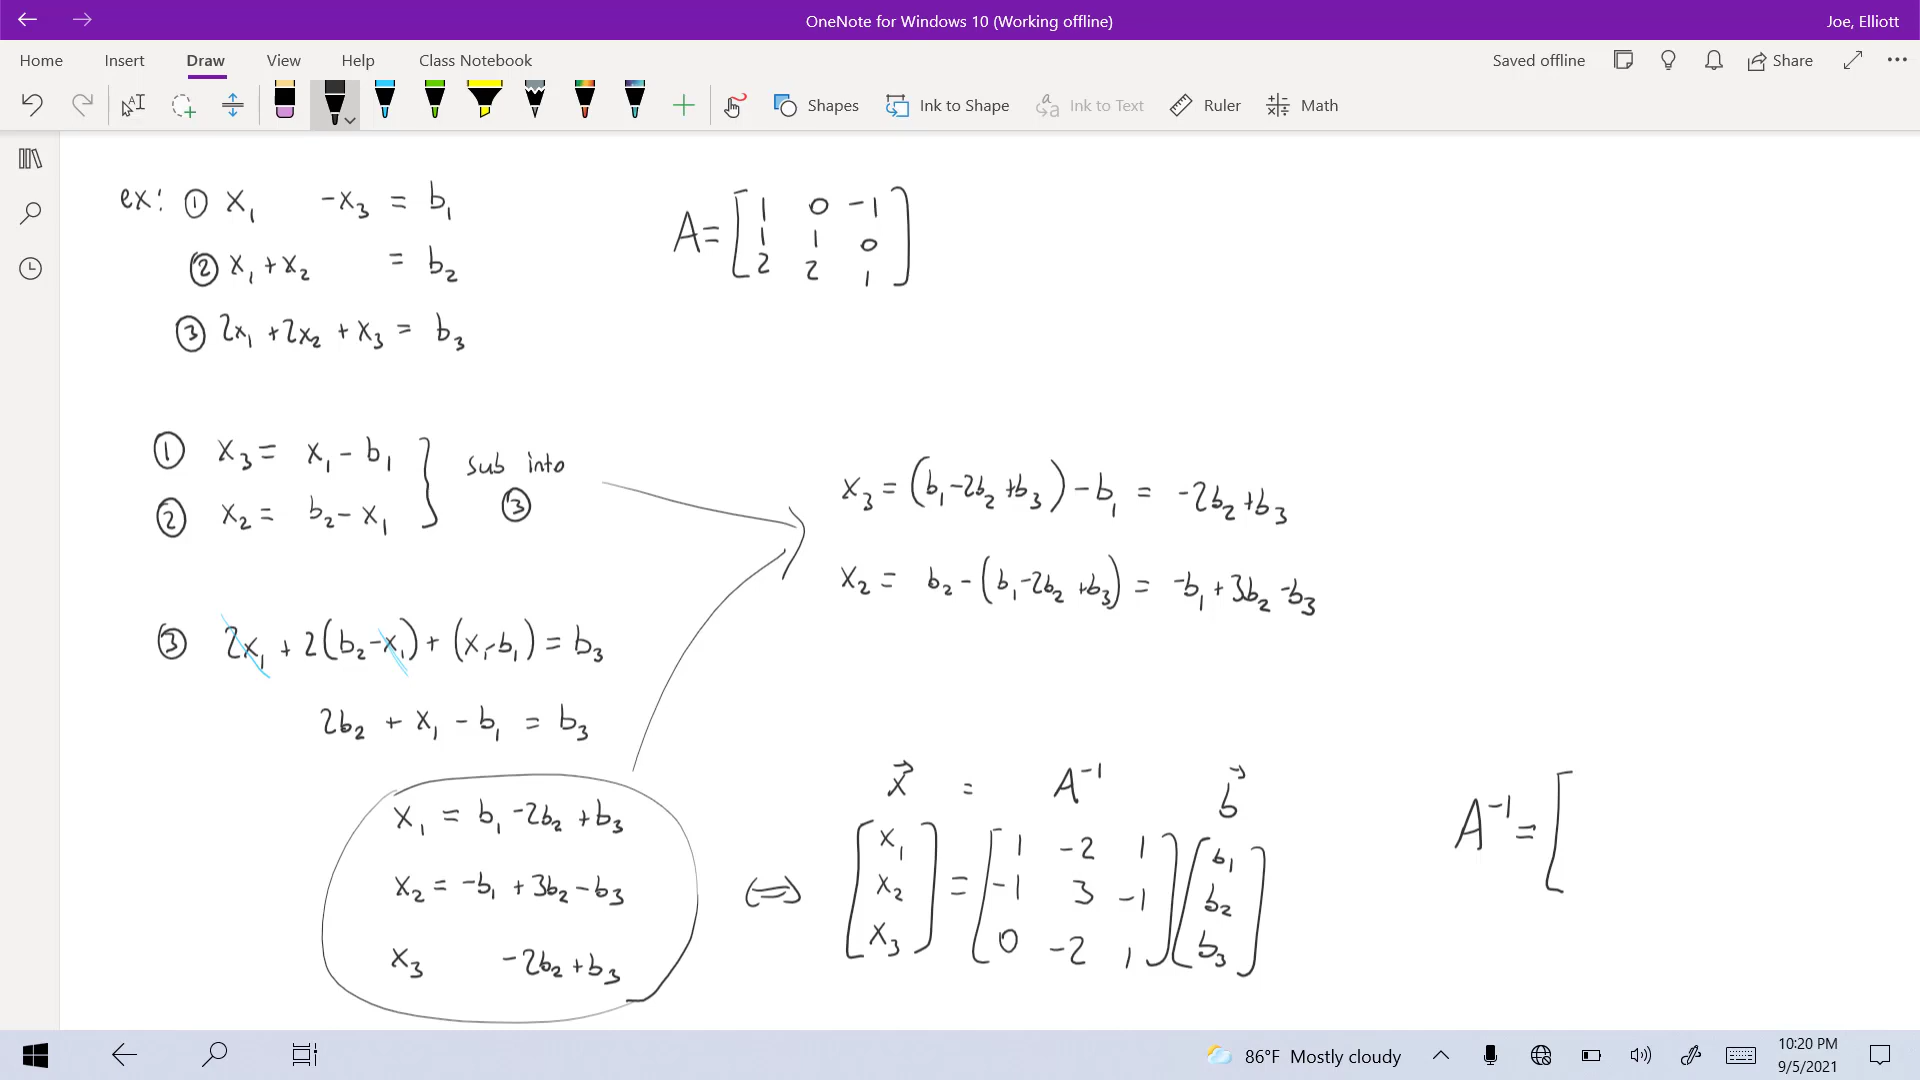 OneNote for Windows 10 (Working offline)
Joe, Elliott
Home Insert Draw View Help Class Notebook
Saved offline Share
Shapes Ink to Shape Ink to Text Ruler Math
ex: ① x₁ -x₃ = b₁
② x₁ + x₂ = b₂
③ 2x₁ + 2x₂ + x₃ = b₃
A = [1 0 -1
1 1 0
2 2 1]
① x₃ = x₁ - b₁
② x₂ = b₂ - x₁
sub into
③
x₃ = (b₁ -2b₂ + b₃) - b₁ = -2b₂ + b₃
x₂ = b₂ - (b₁ -2b₂ + b₃) = -b₁ + 3b₂ - b₃
③ 2x₁ + 2(b₂ - x₁) + (x₁ - b₁) = b₃
2b₂ + x₁ - b₁ = b₃
x₁ = b₁ -2b₂ + b₃
x₂ = -b₁ + 3b₂ - b₃
x₃ -2b₂ + b₃
⇔
x⃗ = A⁻¹ b⃗
[x₁ [1 -2 1 [b₁
x₂ = -1 3 -1 b₂
x₃] 0 -2 1] b₃]
A⁻¹ = [
86°F Mostly cloudy
10:20 PM
9/5/2021